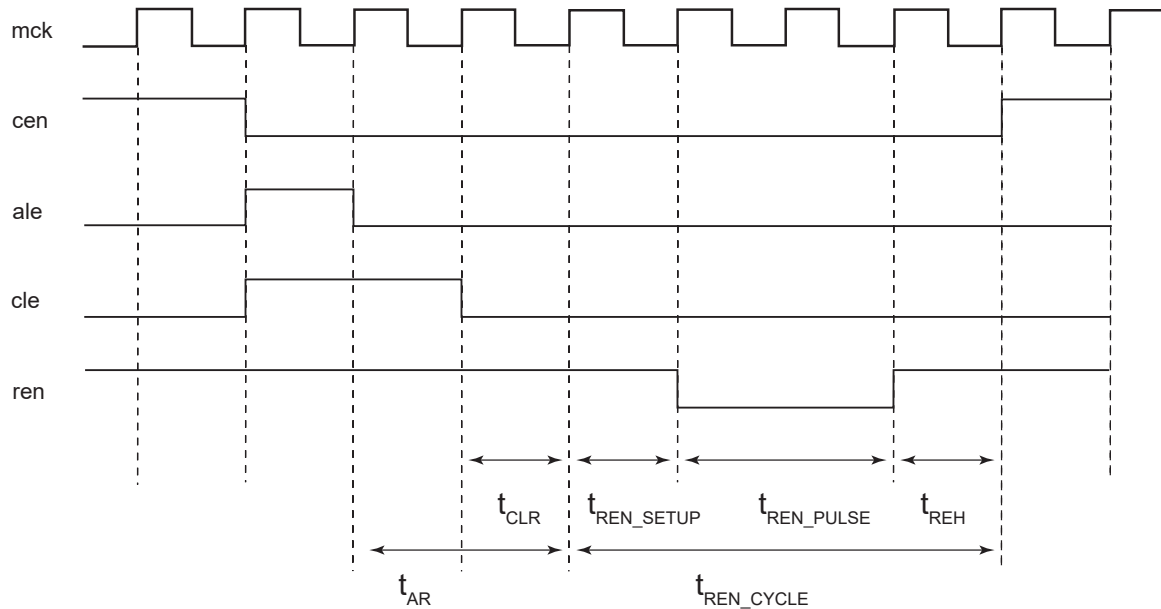 mck
cen
ale
cle
ren
tCLR
tREN_SETUP
tREN_PULSE
tREH
tAR
tREN_CYCLE